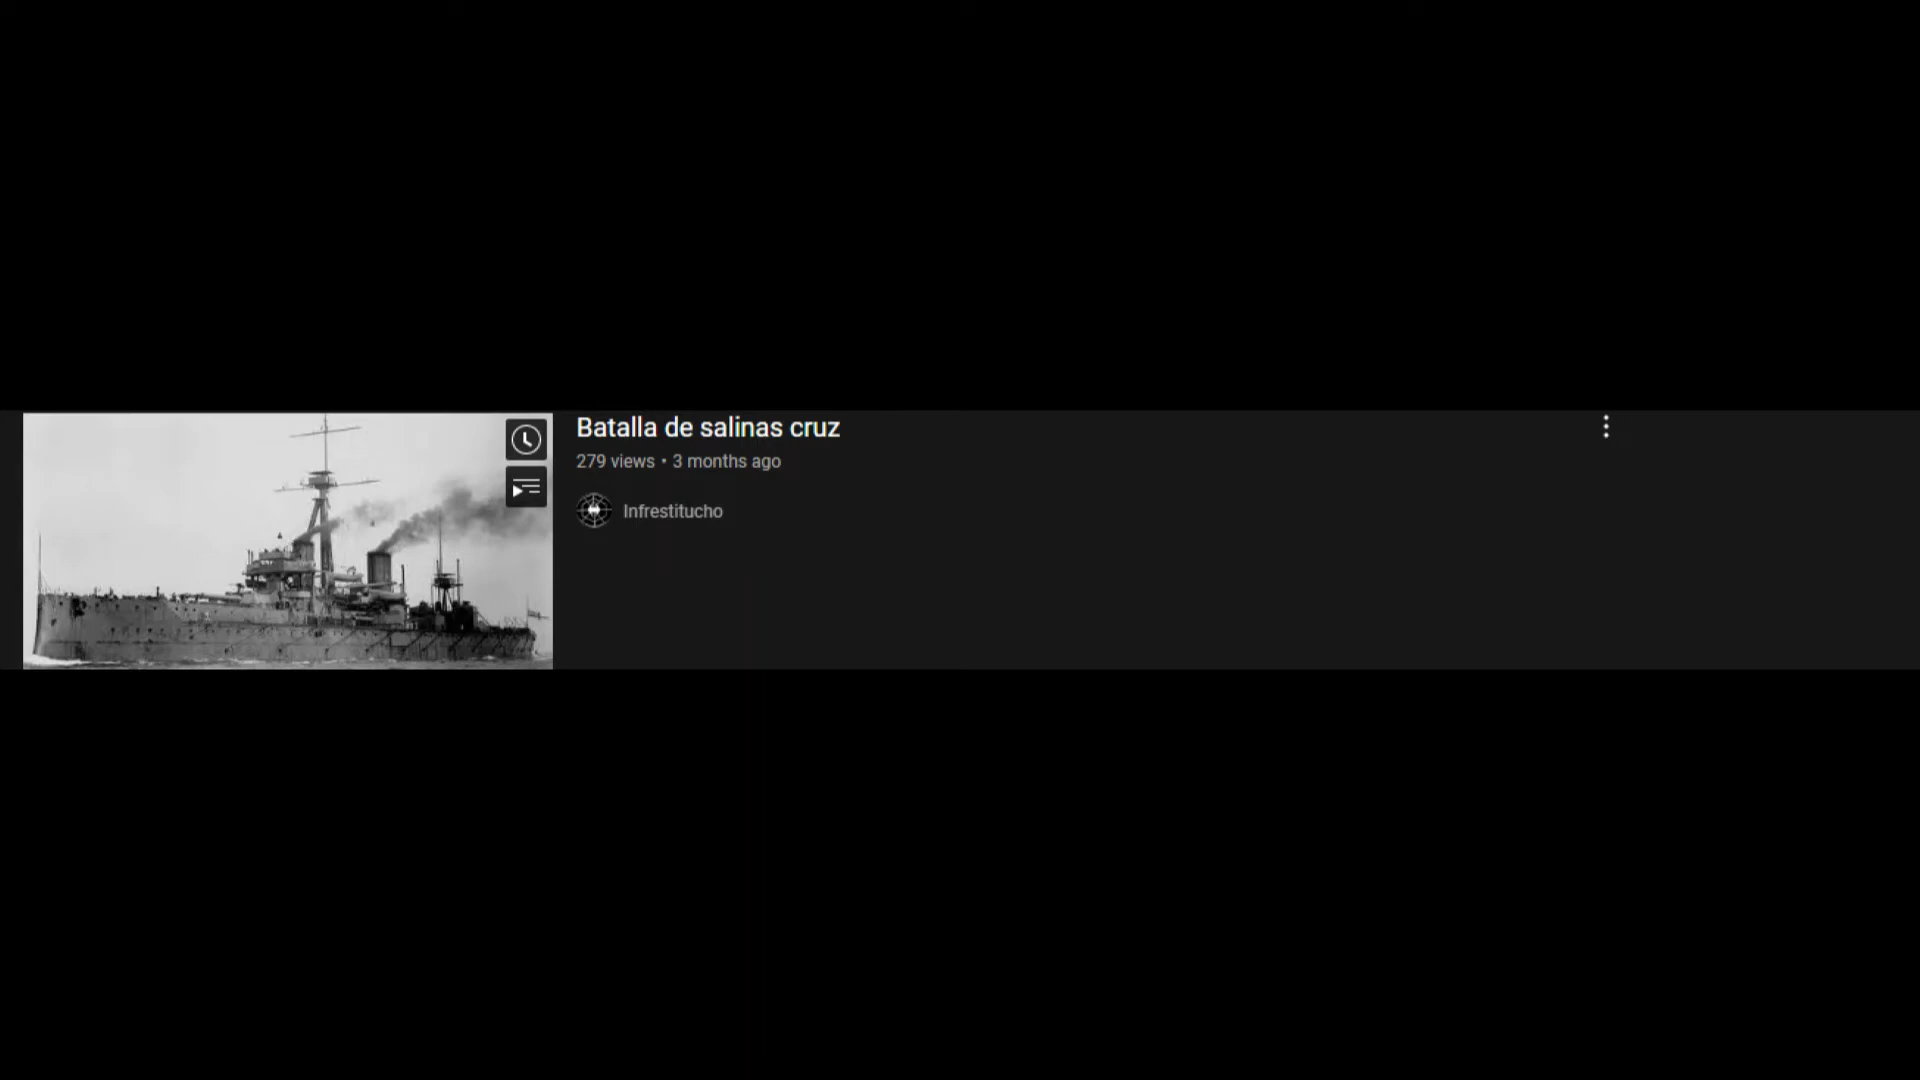 Batalla de salinas cruz
279 views • 3 months ago
Infrestitucho